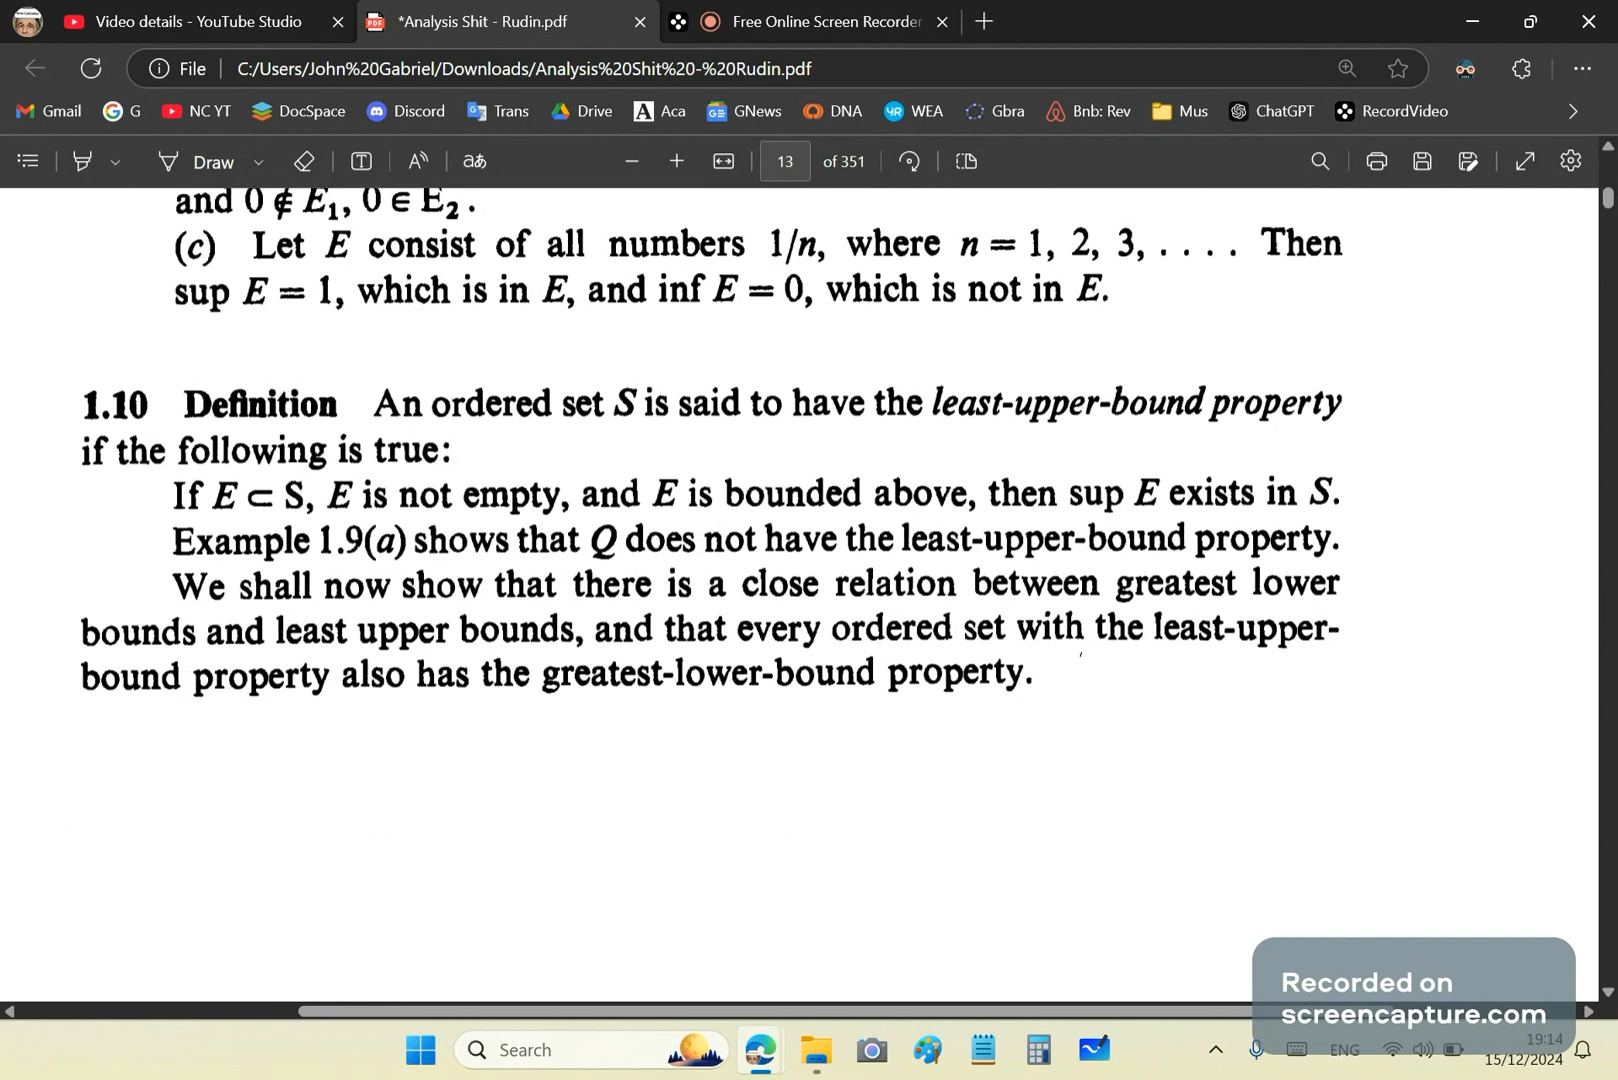 Video details - YouTube Studio
*Analysis Shit - Rudin.pdf
Free Online Screen Recorder
File
C:/Users/John%20Gabriel/Downloads/Analysis%20Shit%20-%20Rudin.pdf
Gmail G NC YT DocSpace Discord Trans Drive Aca GNews DNA WEA Gbra Bnb: Rev Mus ChatGPT RecordVideo
Draw 13 of 351
and 0 ∉ E₁, 0 ∈ E₂.
(c) Let E consist of all numbers 1/n, where n = 1, 2, 3, .... Then
sup E = 1, which is in E, and inf E = 0, which is not in E.
1.10 Definition An ordered set S is said to have the least-upper-bound property
if the following is true:
If E ⊂ S, E is not empty, and E is bounded above, then sup E exists in S.
Example 1.9(a) shows that Q does not have the least-upper-bound property.
We shall now show that there is a close relation between greatest lower
bounds and least upper bounds, and that every ordered set with the least-upper-
bound property also has the greatest-lower-bound property.
Recorded on
screencapture.com
Search
ENG
19:14
15/12/2024